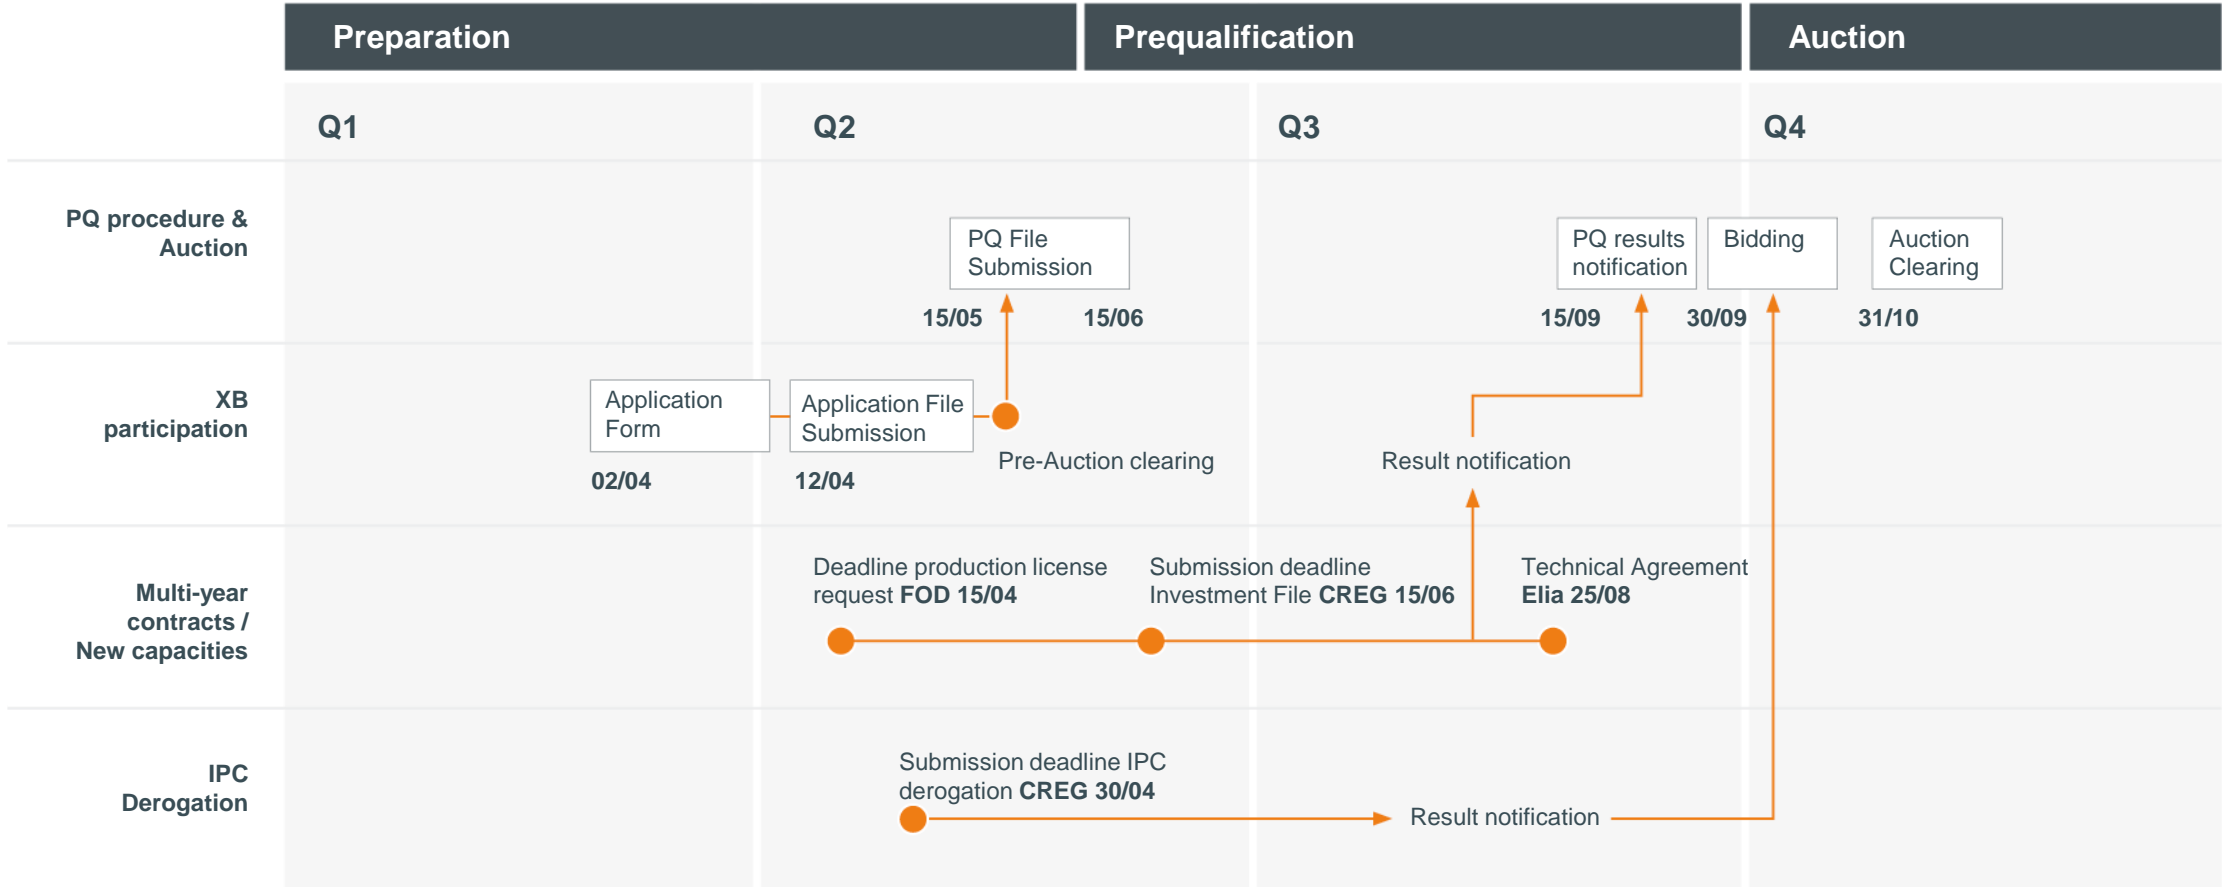 Preparation
Prequalification
Auction
Q1
Q2
Q3
Q4
PQ procedure &
Auction
PQ File
Submission
PQ results
notification
Bidding
Auction
Clearing
15/05
15/06
15/09
30/09
31/10
XB
participation
Application
Form
Application File
Submission
02/04
12/04
Pre-Auction clearing
Result notification
Multi-year
contracts /
New capacities
Deadline production license
request FOD 15/04
Submission deadline
Investment File CREG 15/06
Technical Agreement
Elia 25/08
IPC
Derogation
Submission deadline IPC
derogation CREG 30/04
Result notification